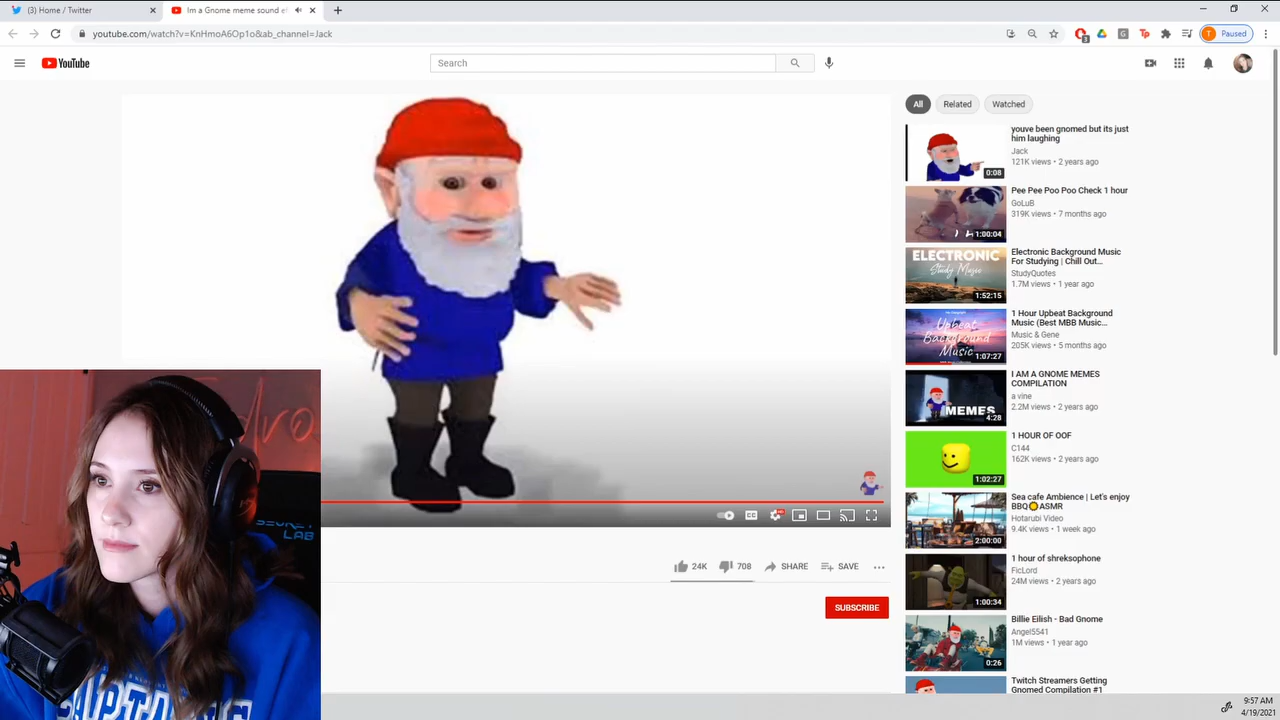 (3) Home / Twitter
Im a Gnome meme sound ef
youtube.com/watch?v=KnHmoA6Op1o&ab_channel=Jack
3
T
Paused
YouTube
Search
All
Related
Watched
youve been gnomed but its just
him laughing
Jack
121K views • 2 years ago
0:08
Pee Pee Poo Poo Check 1 hour
GoLuB
319K views • 7 months ago
1:00:04
ELECTRONIC
Study Music
Electronic Background Music
For Studying | Chill Out...
StudyQuotes
1.7M views • 1 year ago
1:52:15
Upbeat
Background
Music
1 Hour Upbeat Background
Music (Best MBB Music...
Music & Gene
205K views • 5 months ago
1:07:27
MEMES
I AM A GNOME MEMES
COMPILATION
a vine
2.2M views • 2 years ago
4:28
1 HOUR OF OOF
C144
162K views • 2 years ago
1:02:27
Sea cafe Ambience | Let's enjoy
BBQ🌞ASMR
Hotarubi Video
9.4K views • 1 week ago
2:00:00
1 hour of shreksophone
FicLord
24M views • 2 years ago
1:00:34
Billie Eilish - Bad Gnome
Angel5541
1M views • 1 year ago
0:26
Twitch Streamers Getting
Gnomed Compilation #1
CC
HD
24K
708
SHARE
SAVE
SUBSCRIBE
SECRET
LAB
9:57 AM
4/19/2021